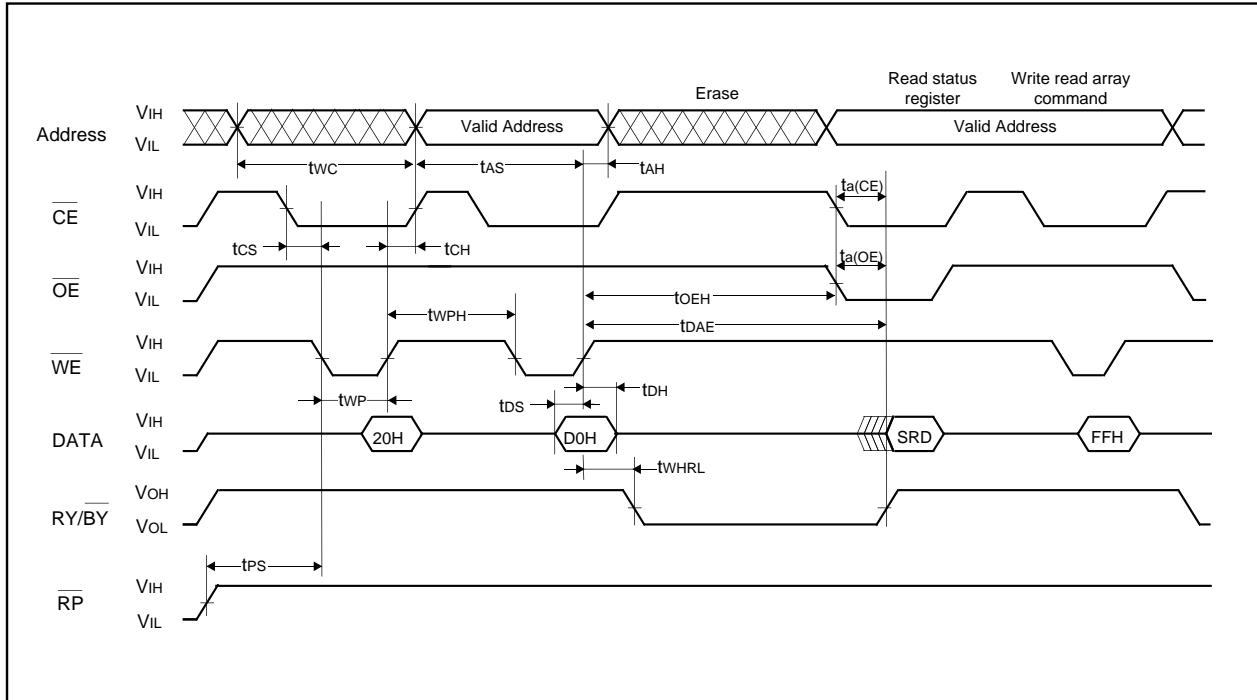 Erase
Read status
register
Write read array
command
Address
VIH
VIL
Valid Address
Valid Address
tWC
tAS
tAH
CE
VIH
VIL
ta(CE)
tCS
tCH
OE
VIH
VIL
ta(OE)
tOEH
tWPH
tDAE
WE
VIH
VIL
tWP
tDS
tDH
DATA
VIH
VIL
20H
D0H
SRD
FFH
tWHRL
RY/BY
VOH
VOL
tPS
RP
VIH
VIL